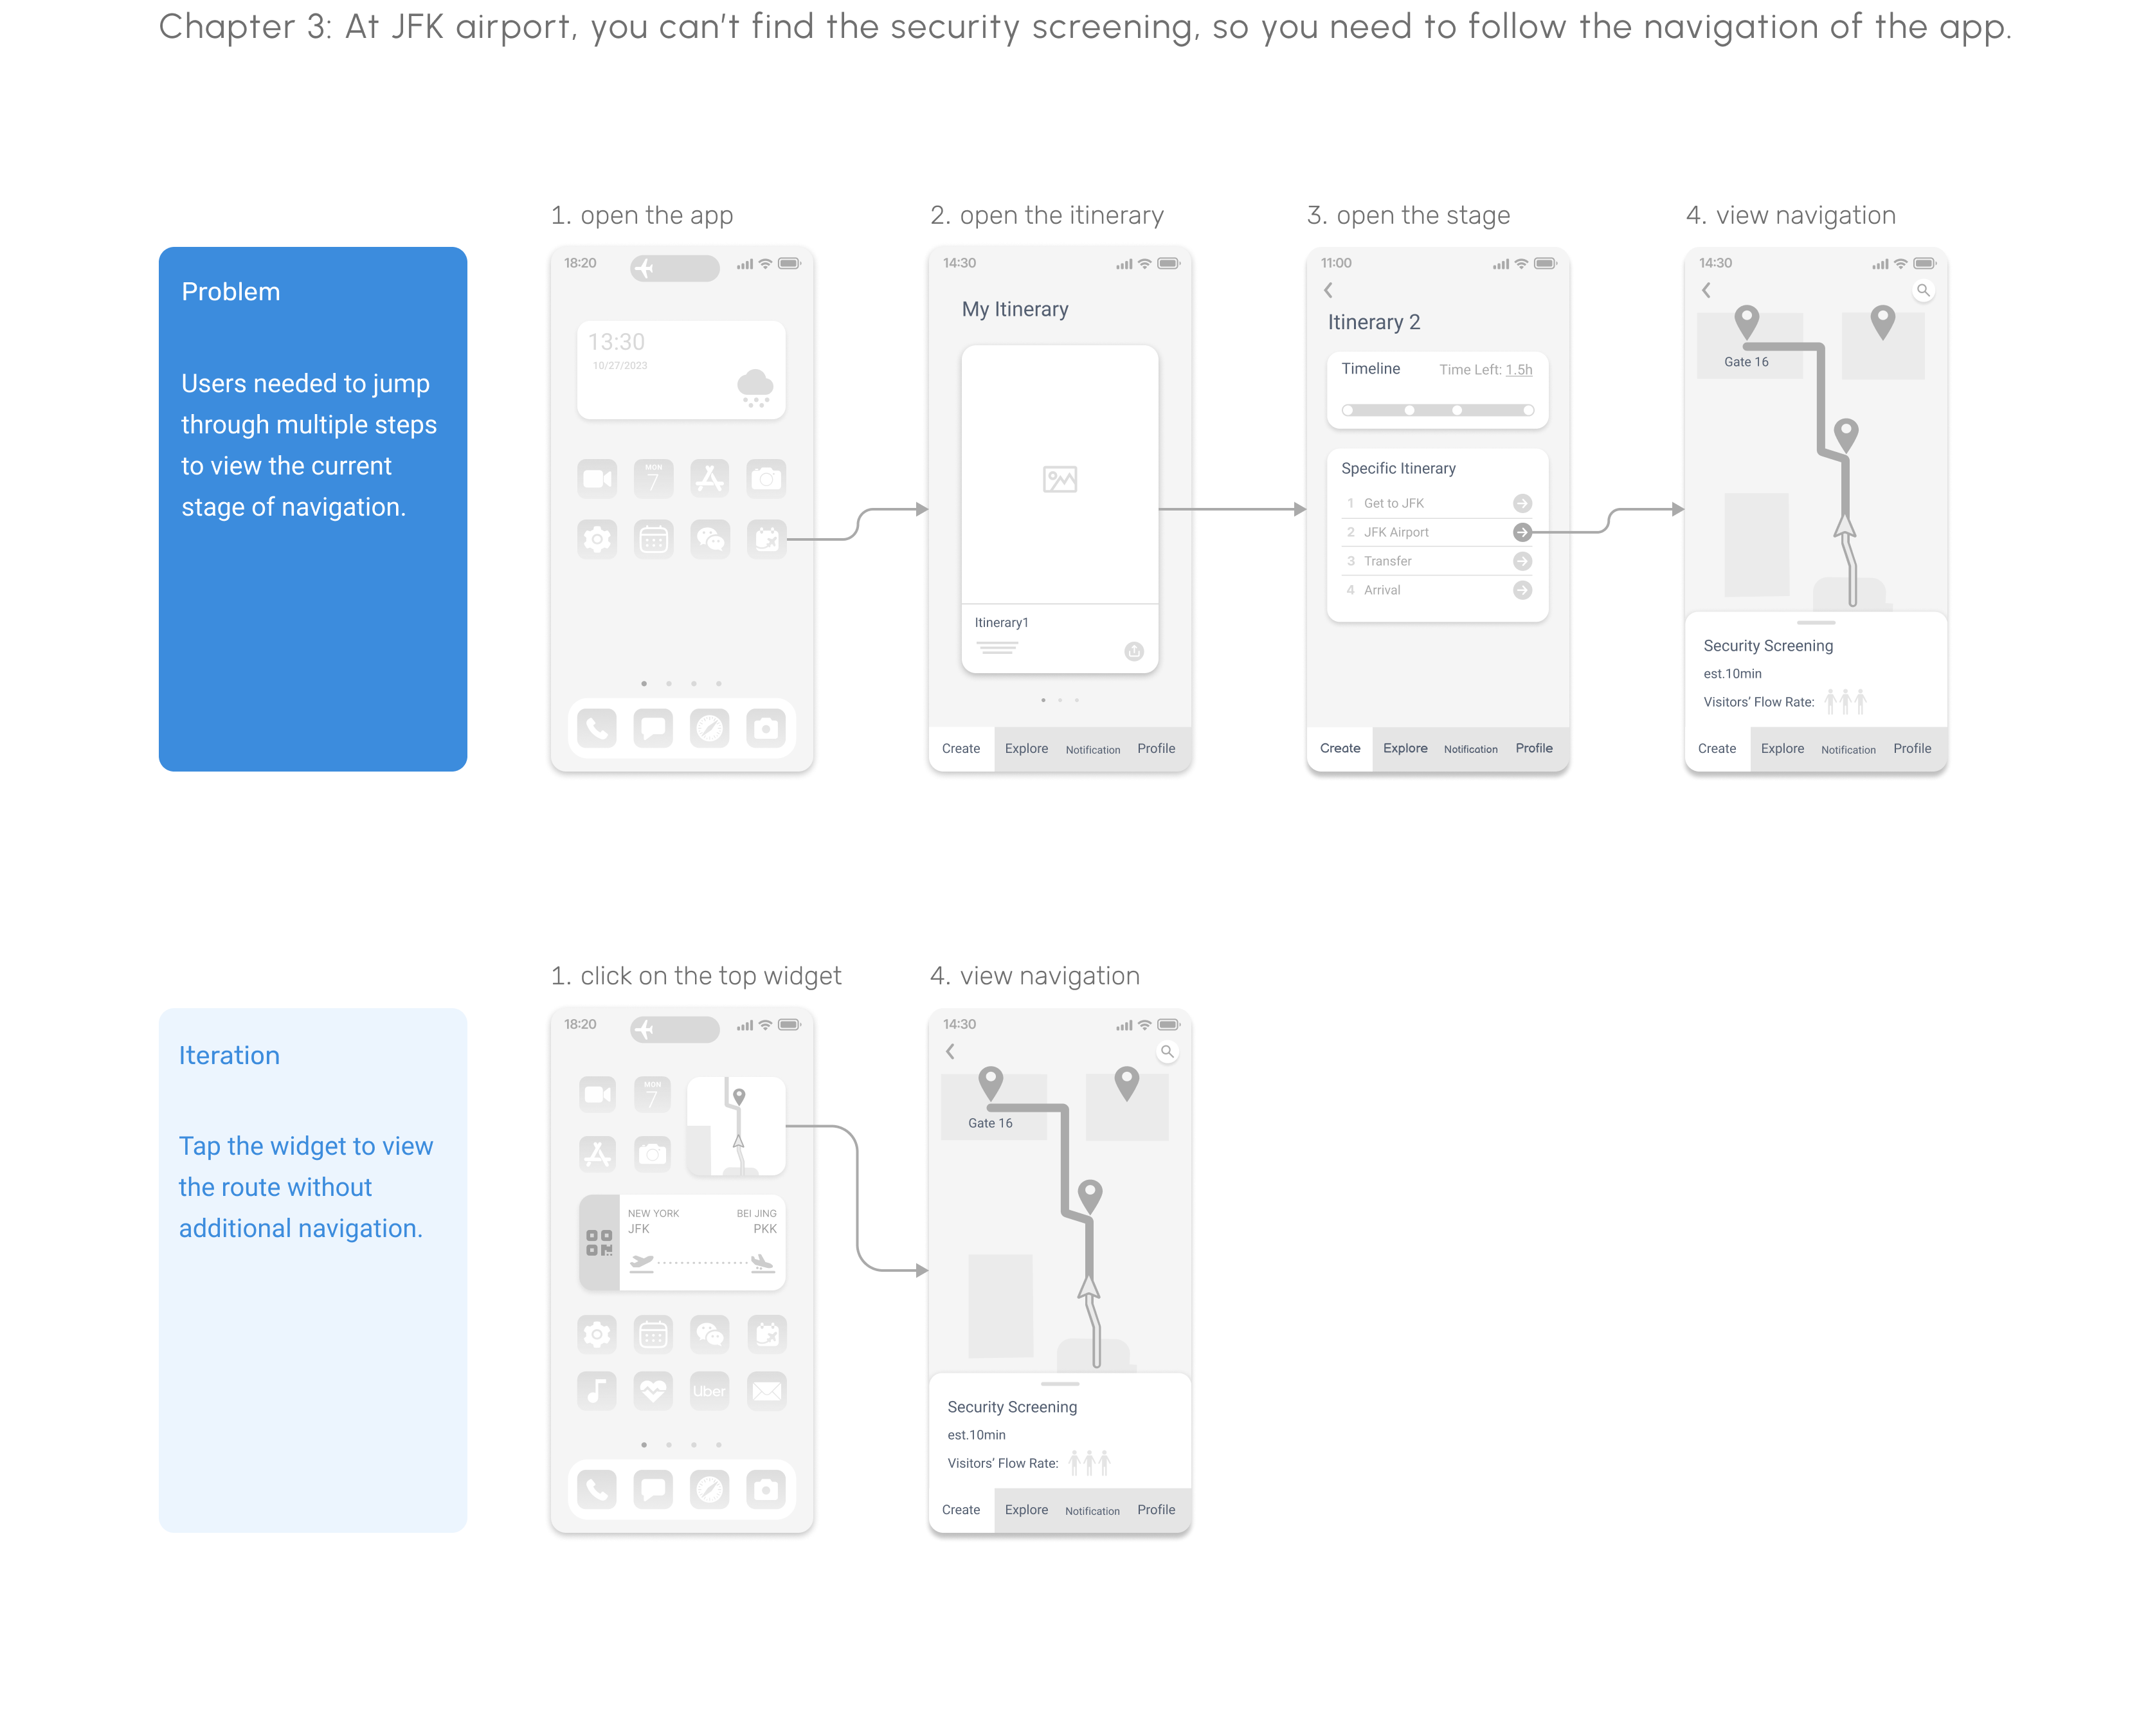 Chapter 3: At JFK airport, you can't find the security screening, so you need to follow the navigation of the app.
Problem
Users needed to jump
through multiple steps
to view the current
stage of navigation.
1. open the app
18:20
13:30
10/27/2023
MON
7
2. open the itinerary
14:30
My Itinerary
Itinerary1
Create Explore Notification Profile
3. open the stage
11:00
Itinerary 2
Timeline Time Left: 1.5h
Specific Itinerary
1 Get to JFK
2 JFK Airport
3 Transfer
4 Arrival
Create Explore Notification Profile
4. view navigation
14:30
Gate 16
Security Screening
est.10min
Visitors' Flow Rate:
Create Explore Notification Profile
Iteration
Tap the widget to view
the route without
additional navigation.
1. click on the top widget
18:20
MON
7
NEW YORK BEI JING
JFK PKK
Uber
4. view navigation
14:30
Gate 16
Security Screening
est.10min
Visitors' Flow Rate:
Create Explore Notification Profile